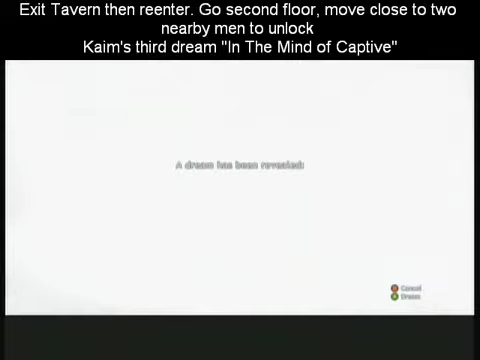 Exit Tavern then reenter. Go second floor, move close to two
nearby men to unlock
Kaim's third dream "In The Mind of Captive"
A dream has been revealed:
Cancel
Dream